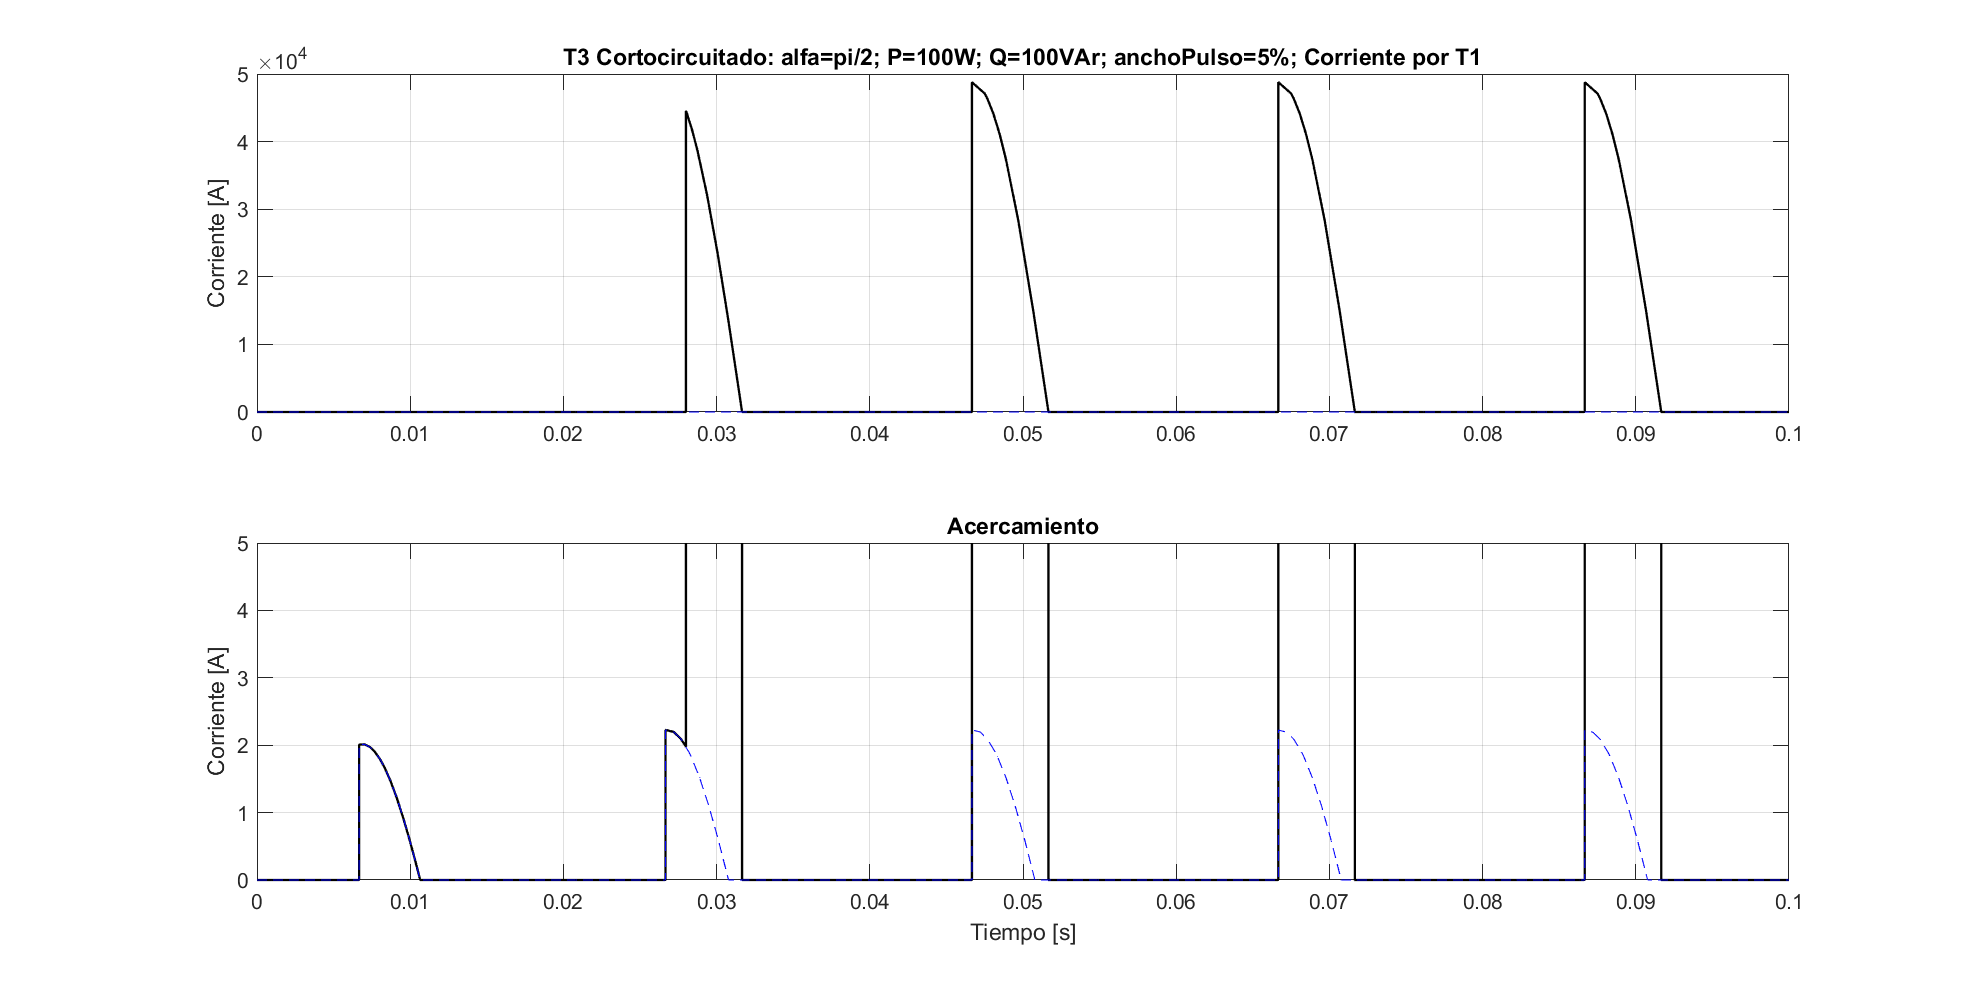 T3 Cortocircuitado: alfa=pi/2; P=100W; Q=100VAr; anchoPulso=5%; Corriente por T1
×10⁴
5
4
3
2
1
0
Corriente [A]
0 0.01 0.02 0.03 0.04 0.05 0.06 0.07 0.08 0.09 0.1
Acercamiento
5
4
3
2
1
0
Corriente [A]
0 0.01 0.02 0.03 0.04 0.05 0.06 0.07 0.08 0.09 0.1
Tiempo [s]